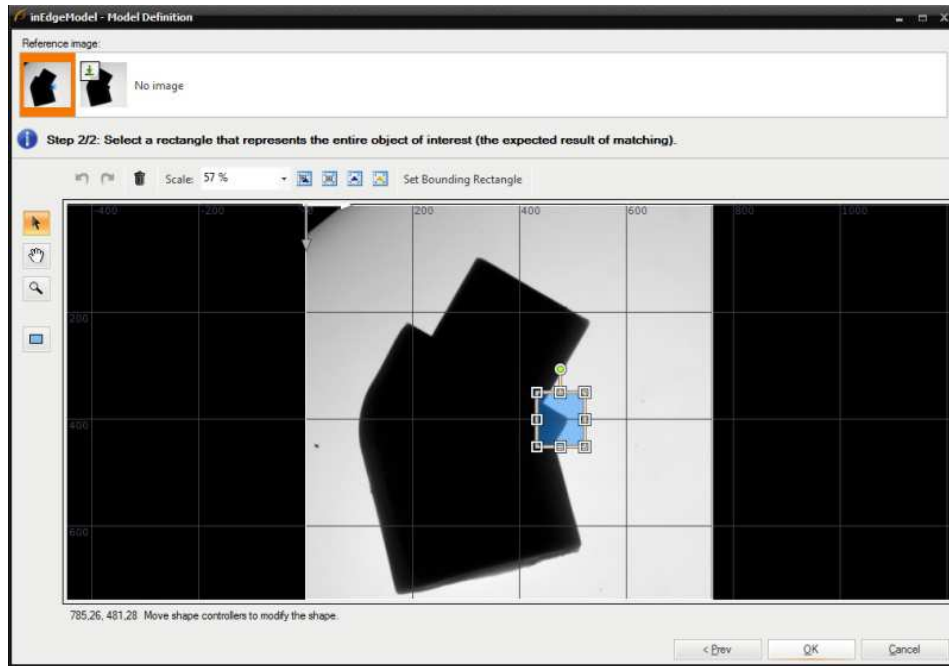 inEdgeModel - Model Definition
Reference image:
No image
Step 2/2: Select a rectangle that represents the entire object of interest (the expected result of matching).
Scale: 57 % Set Bounding Rectangle
-400 -200 200 400 600 800 1000
200
400
600
785,26, 481,28 Move shape controllers to modify the shape.
< Prev OK Cancel